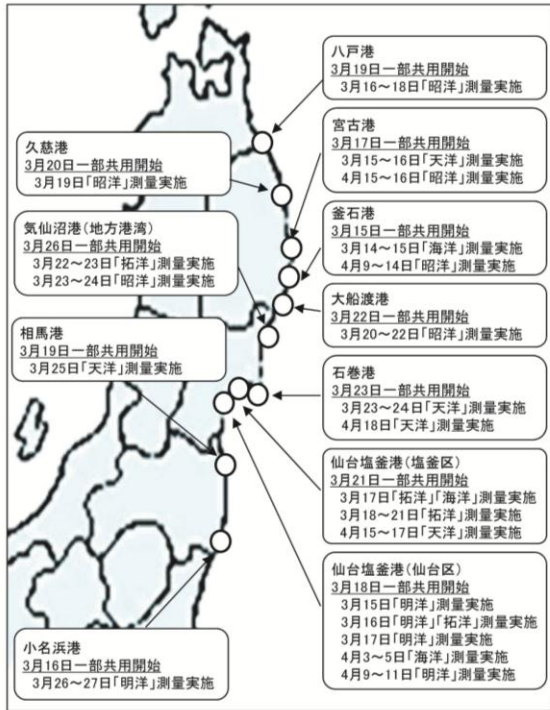 八戸港
3月19日一部共用開始
3月16～18日「昭洋」測量実施
宮古港
3月17日一部共用開始
3月15～16日「天洋」測量実施
4月15～16日「昭洋」測量実施
久慈港
3月20日一部共用開始
3月19日「昭洋」測量実施
釜石港
3月15日一部共用開始
3月14～15日「海洋」測量実施
4月9～14日「昭洋」測量実施
気仙沼港(地方港湾)
3月26日一部共用開始
3月22～23日「拓洋」測量実施
3月23～24日「昭洋」測量実施
大船渡港
3月22日一部共用開始
3月20～22日「昭洋」測量実施
相馬港
3月19日一部共用開始
3月25日「天洋」測量実施
石巻港
3月23日一部共用開始
3月23～24日「天洋」測量実施
4月18日「天洋」測量実施
仙台塩釜港(塩釜区)
3月21日一部共用開始
3月17日「拓洋」「海洋」測量実施
3月18～21日「拓洋」測量実施
4月15～17日「天洋」測量実施
仙台塩釜港(仙台区)
3月18日一部共用開始
3月15日「明洋」測量実施
3月16日「明洋」「拓洋」測量実施
3月17日「明洋」測量実施
4月3～5日「海洋」測量実施
4月9～11日「明洋」測量実施
小名浜港
3月16日一部共用開始
3月26～27日「明洋」測量実施